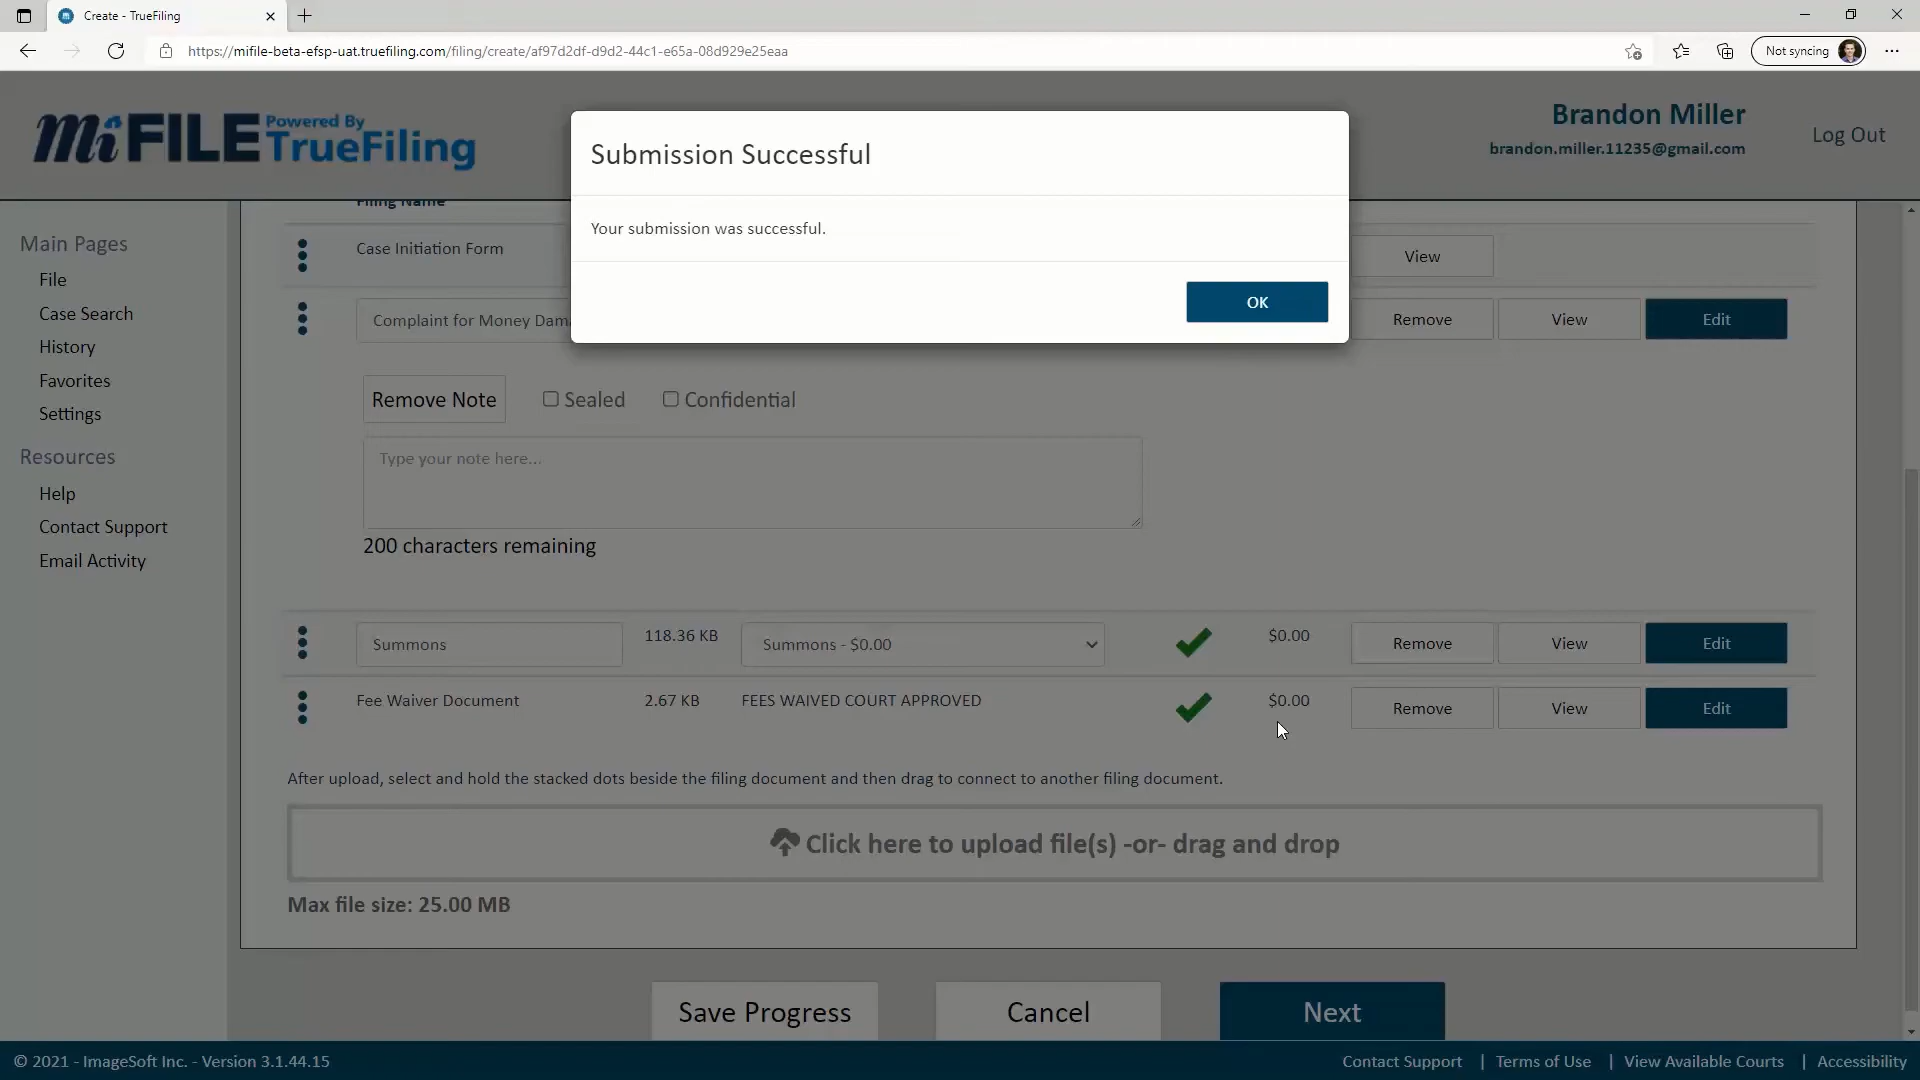 Create - TrueFiling
https://mifile-beta-efsp-uat.truefiling.com/filing/create/af97d2df-d9d2-44c1-e65a-08d929e25eaa
Not syncing
MiFILE Powered By TrueFiling
Brandon Miller
brandon.miller.11235@gmail.com
Log Out
Submission Successful
Your submission was successful.
OK
Main Pages
File
Case Search
History
Favorites
Settings
Resources
Help
Contact Support
Email Activity
Filing Name
Case Initiation Form
View
Complaint for Money Dam
Remove View Edit
Remove Note Sealed Confidential
Type your note here...
200 characters remaining
Summons 118.36 KB Summons - $0.00 $0.00 Remove View Edit
Fee Waiver Document 2.67 KB FEES WAIVED COURT APPROVED $0.00 Remove View Edit
After upload, select and hold the stacked dots beside the filing document and then drag to connect to another filing document.
Click here to upload file(s) -or- drag and drop
Max file size: 25.00 MB
Save Progress Cancel Next
© 2021 - ImageSoft Inc. - Version 3.1.44.15
Contact Support | Terms of Use | View Available Courts | Accessibility